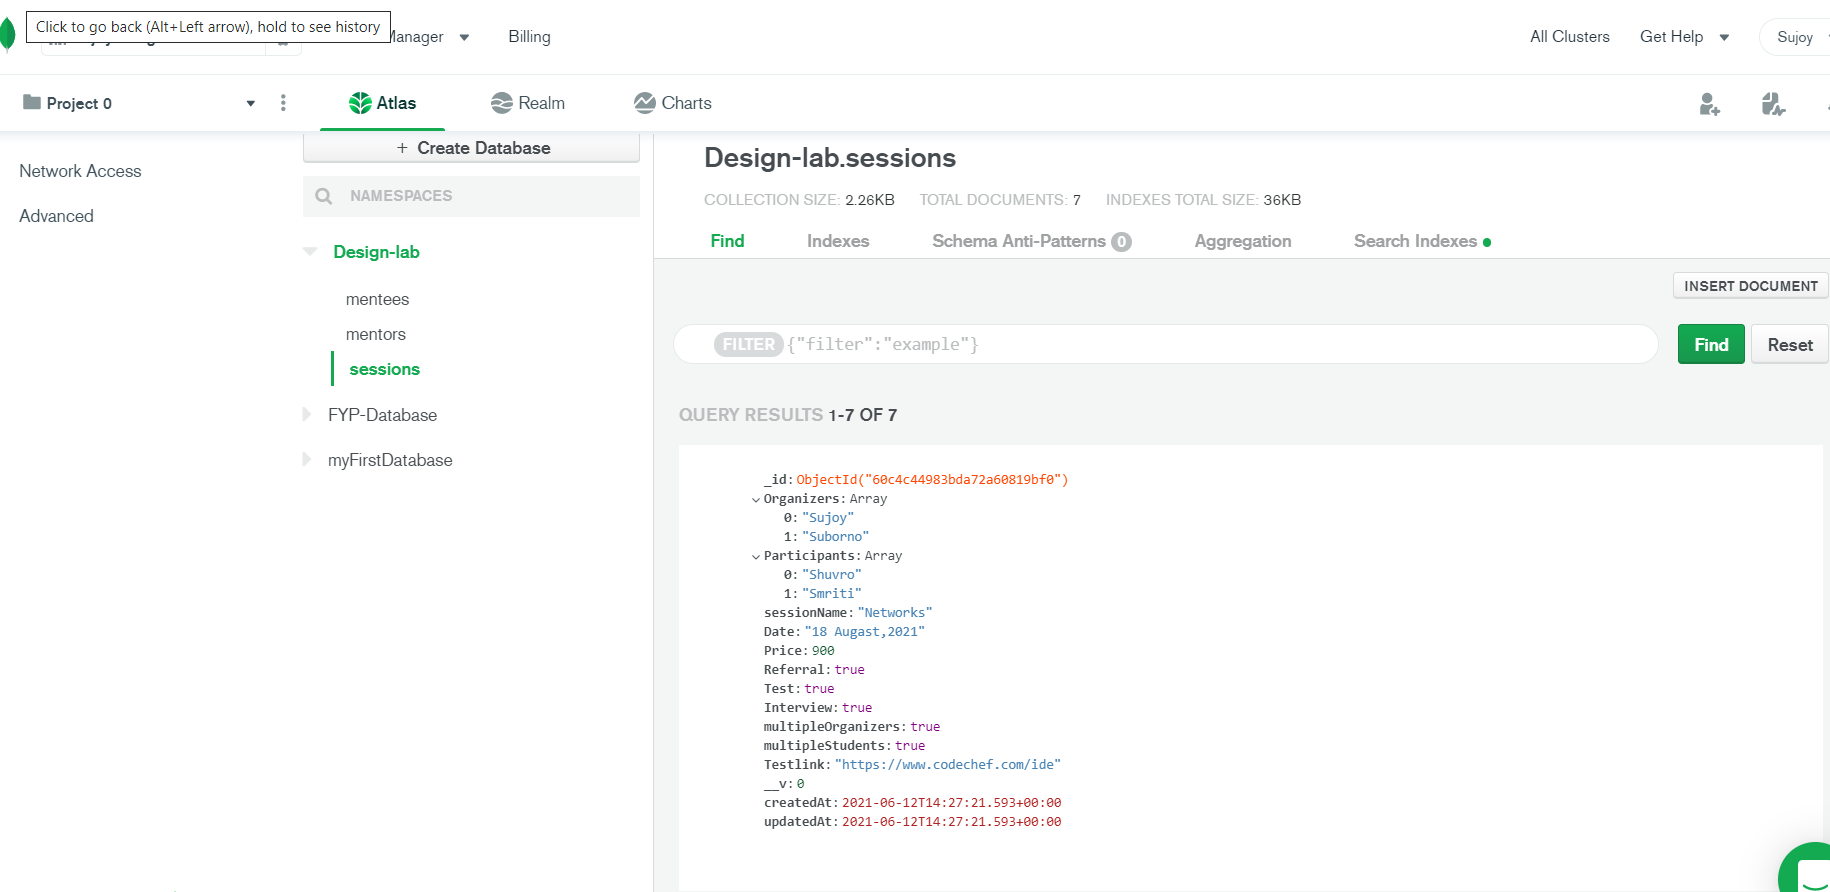 Click to go back (Alt+Left arrow), hold to see history
Manager
Billing
All Clusters
Get Help
Sujoy
Project 0
Atlas
Realm
Charts
Network Access
Advanced
+ Create Database
NAMESPACES
Design-lab
mentees
mentors
sessions
FYP-Database
myFirstDatabase
Design-lab.sessions
COLLECTION SIZE: 2.26KB TOTAL DOCUMENTS: 7 INDEXES TOTAL SIZE: 36KB
Find Indexes Schema Anti-Patterns 0 Aggregation Search Indexes
INSERT DOCUMENT
FILTER {"filter":"example"}
Find
Reset
QUERY RESULTS 1-7 OF 7
_id: ObjectId("60c4c44983bda72a60819bf0")
Organizers: Array
0: "Sujoy"
1: "Suborno"
Participants: Array
0: "Shuvro"
1: "Smriti"
sessionName: "Networks"
Date: "18 Augast,2021"
Price: 900
Referral: true
Test: true
Interview: true
multipleOrganizers: true
multipleStudents: true
Testlink: "https://www.codechef.com/ide"
__v: 0
createdAt: 2021-06-12T14:27:21.593+00:00
updatedAt: 2021-06-12T14:27:21.593+00:00